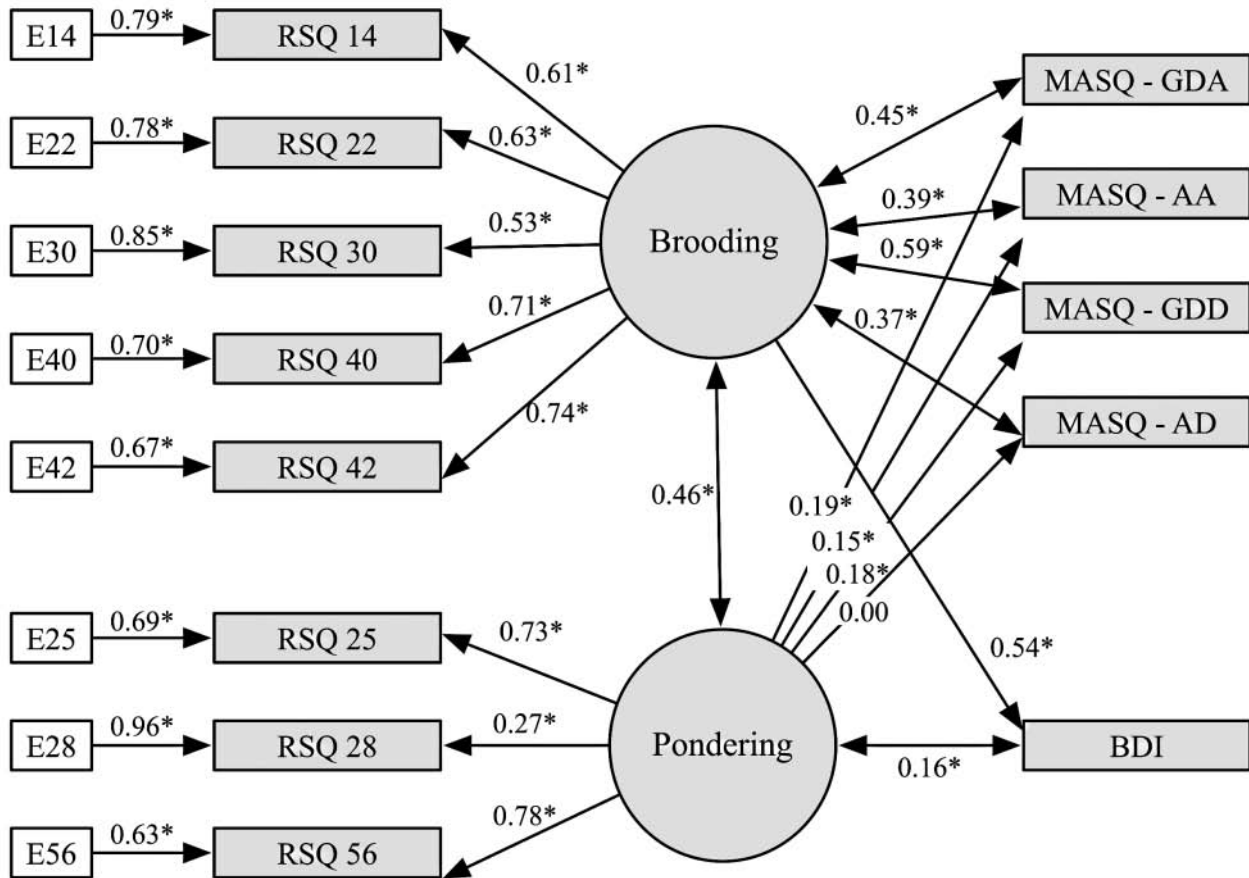 E14 0.79* RSQ 14
E22 0.78* RSQ 22
E30 0.85* RSQ 30
E40 0.70* RSQ 40
E42 0.67* RSQ 42
E25 0.69* RSQ 25
E28 0.96* RSQ 28
E56 0.63* RSQ 56
0.61*
0.63*
0.53*
0.71*
0.74*
Brooding
0.46*
0.73*
0.27*
0.78*
Pondering
0.45*
0.39*
0.59*
0.37*
0.19*
0.15*
0.18*
0.00
0.54*
0.16*
MASQ - GDA
MASQ - AA
MASQ - GDD
MASQ - AD
BDI